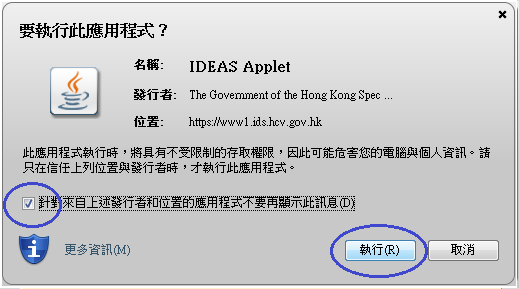 要執行此應用程式？
名稱: IDEAS Applet
發行者: The Government of the Hong Kong Spec ...
位置: https://www1.ids.hcv.gov.hk
此應用程式執行時，將具有不受限制的存取權限，因此可能危害您的電腦與個人資訊。請
只在信任上列位置與發行者時，才執行此應用程式。
針對來自上述發行者和位置的應用程式不要再顯示此訊息(D)
更多資訊(M)
執行(R) 取消